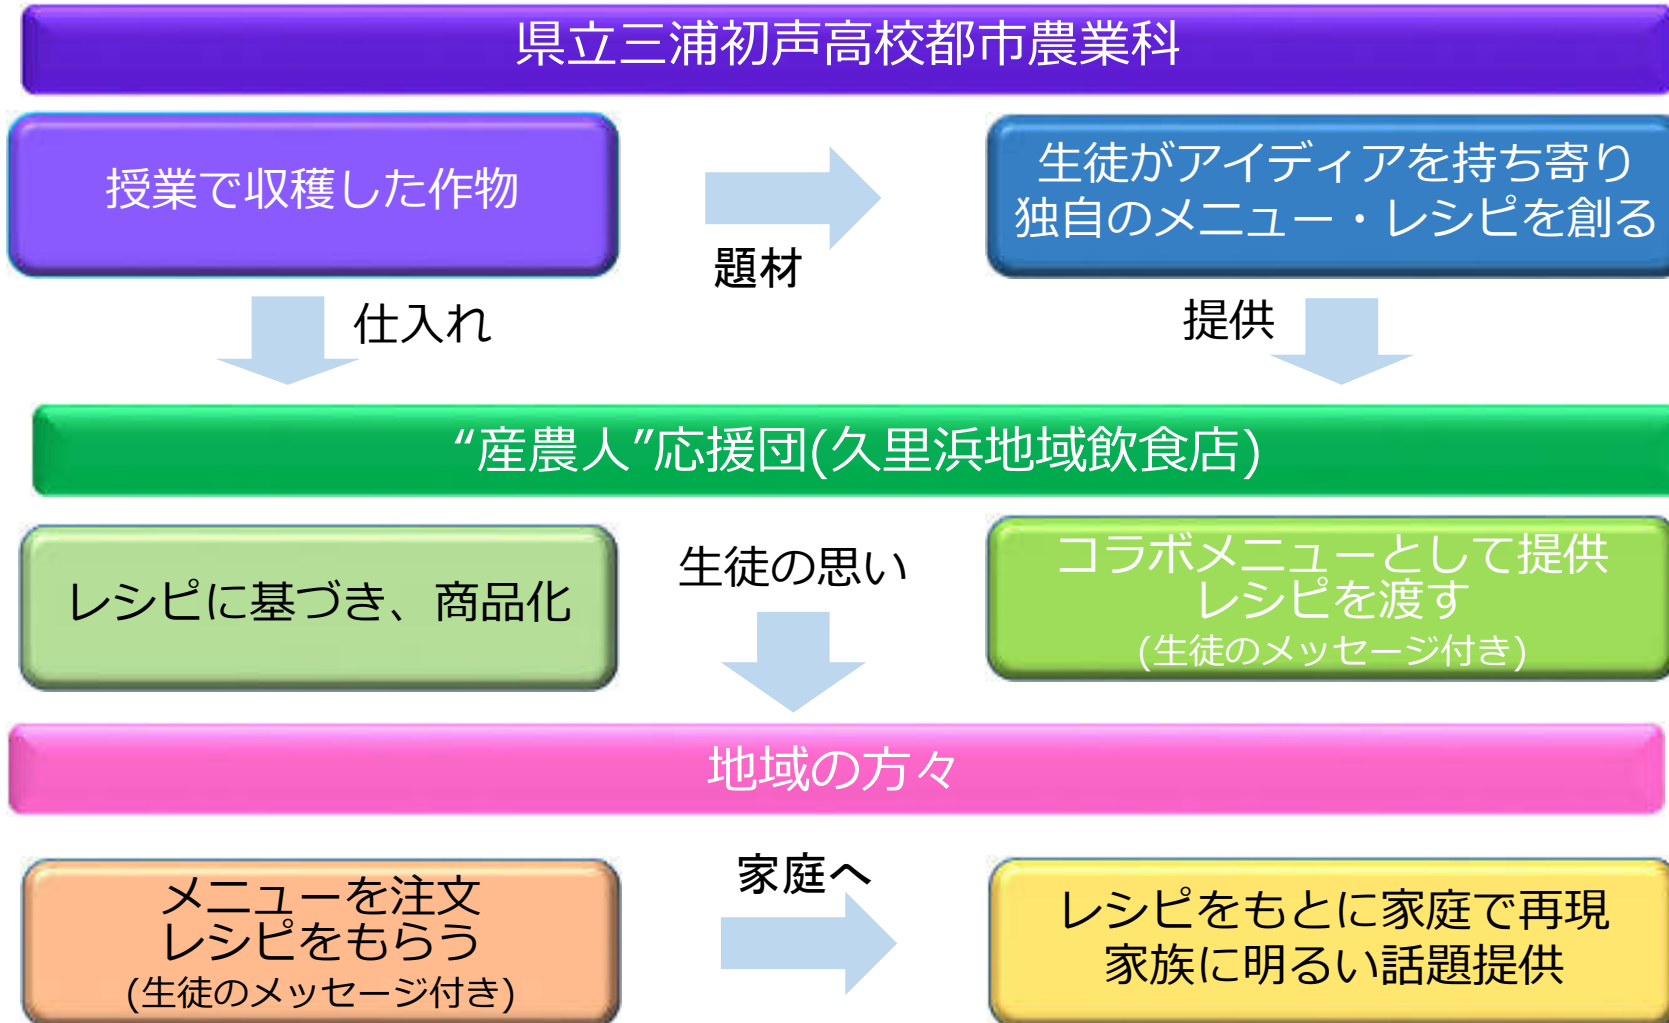 県立三浦初声高校都市農業科
授業で収穫した作物
題材
生徒がアイディアを持ち寄り
独自のメニュー・レシピを創る
仕入れ
提供
“産農人”応援団(久里浜地域飲食店)
レシピに基づき、商品化
生徒の思い
コラボメニューとして提供
レシピを渡す
(生徒のメッセージ付き)
地域の方々
メニューを注文
レシピをもらう
(生徒のメッセージ付き)
家庭へ
レシピをもとに家庭で再現
家族に明るい話題提供